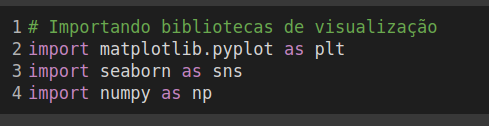 1 # Importando bibliotecas de visualização
2 import matplotlib.pyplot as plt
3 import seaborn as sns
4 import numpy as np